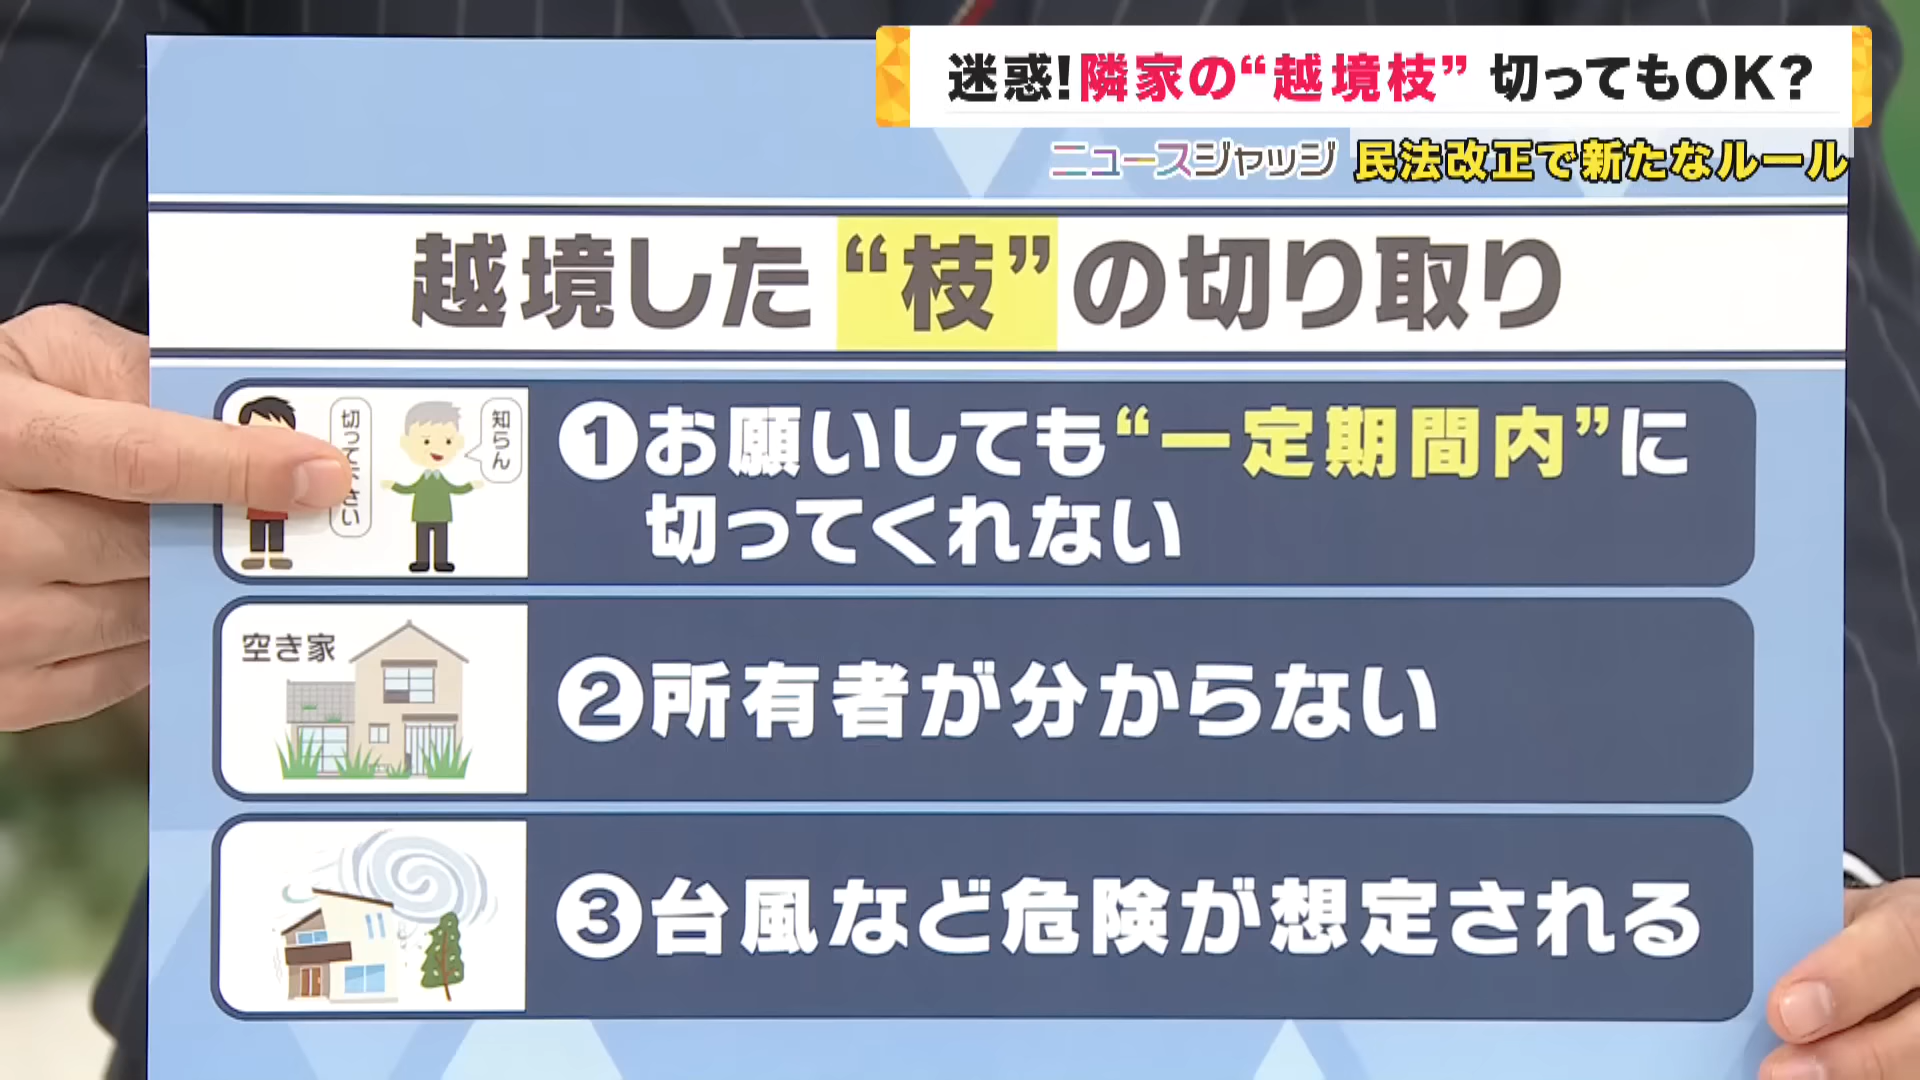 迷惑!隣家の“越境枝” 切ってもOK?
ニュースジャッジ 民法改正で新たなルール
越境した“枝”の切り取り
切って
さい
知らん
①お願いしても“一定期間内”に
切ってくれない
空き家
②所有者が分からない
③台風など危険が想定される